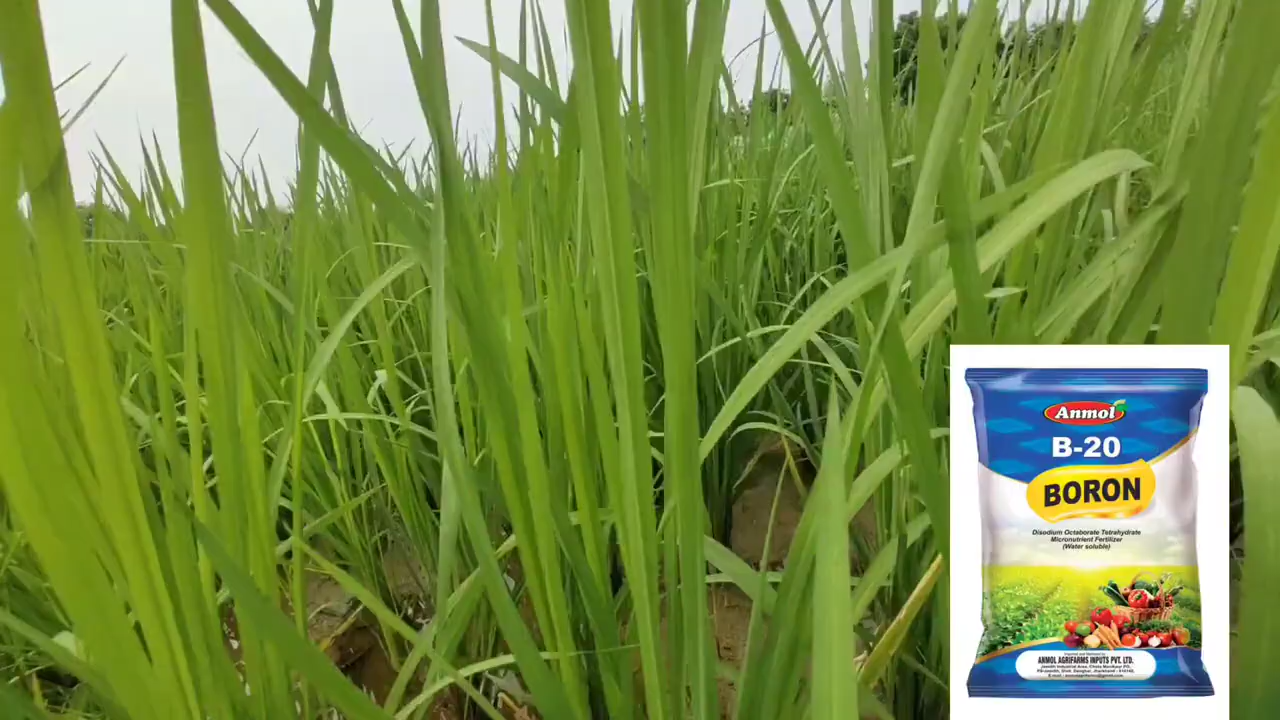 Anmol
B-20
BORON
Disodium Octaborate Tetrahydrate
Micronutrient Fertilizer
(Water soluble)
ANMOL AGRIFARMS INPUTS PVT. LTD.